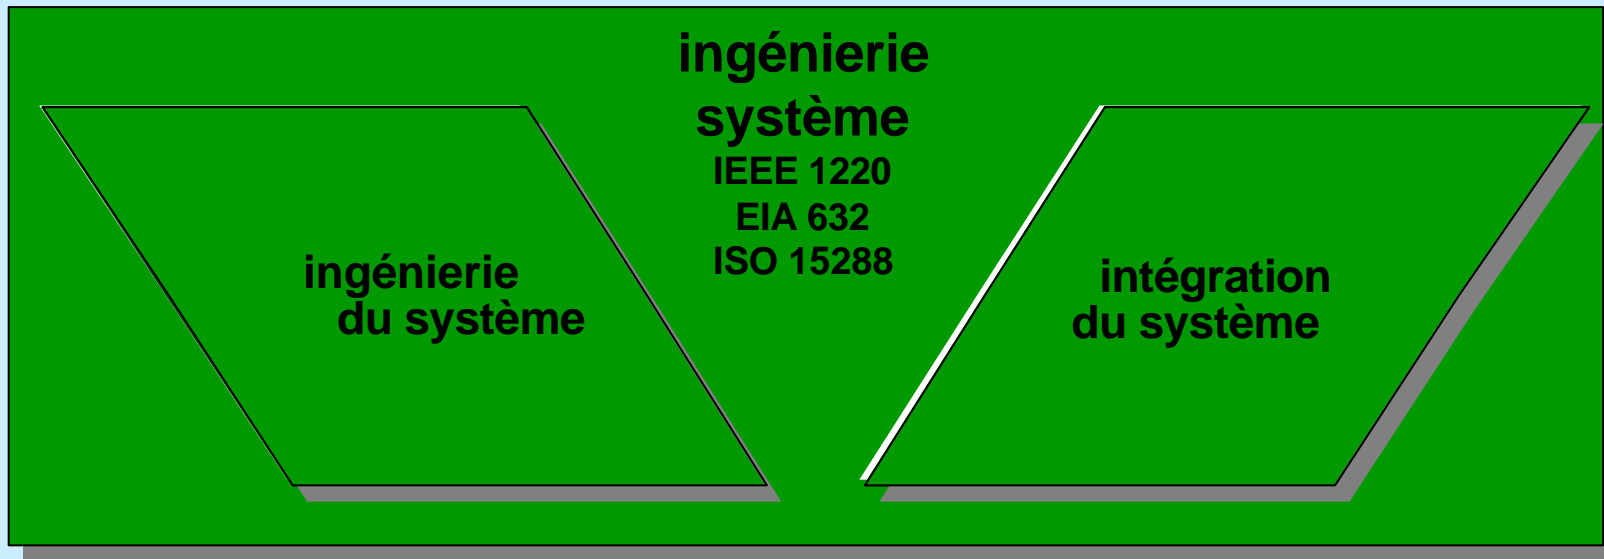 ingénierie
système
IEEE 1220
EIA 632
ISO 15288
ingénierie
du système
intégration
du système